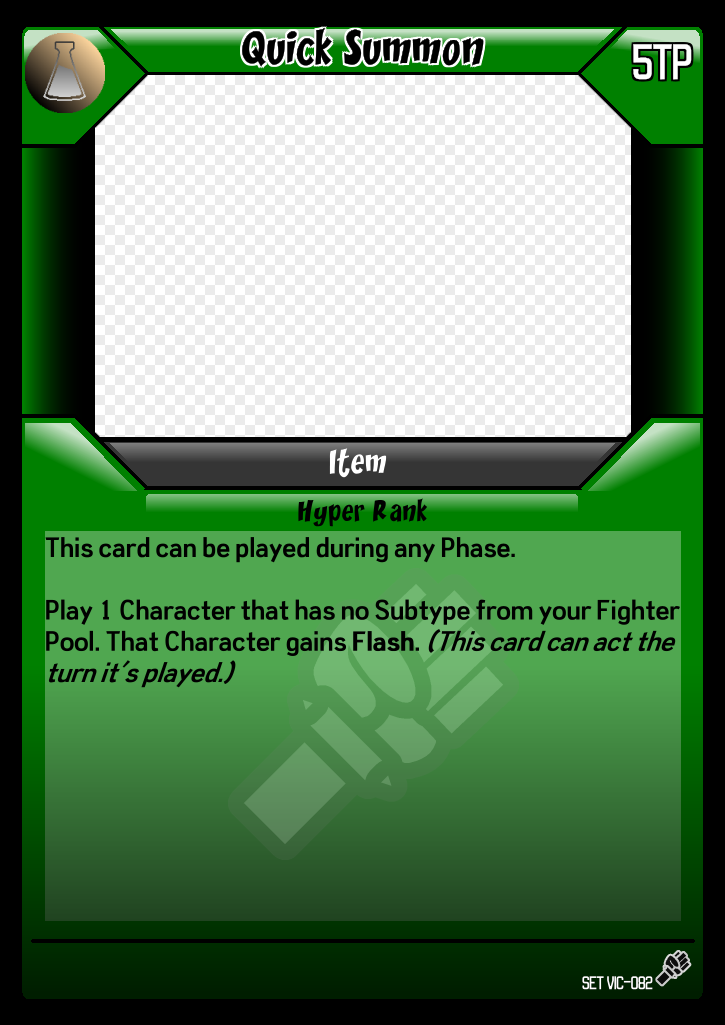 Quick Summon
5TP
Item
Hyper Rank
This card can be played during any Phase.
Play 1 Character that has no Subtype from your Fighter
Pool. That Character gains Flash. (This card can act the
turn it's played.)
SET VIC-082